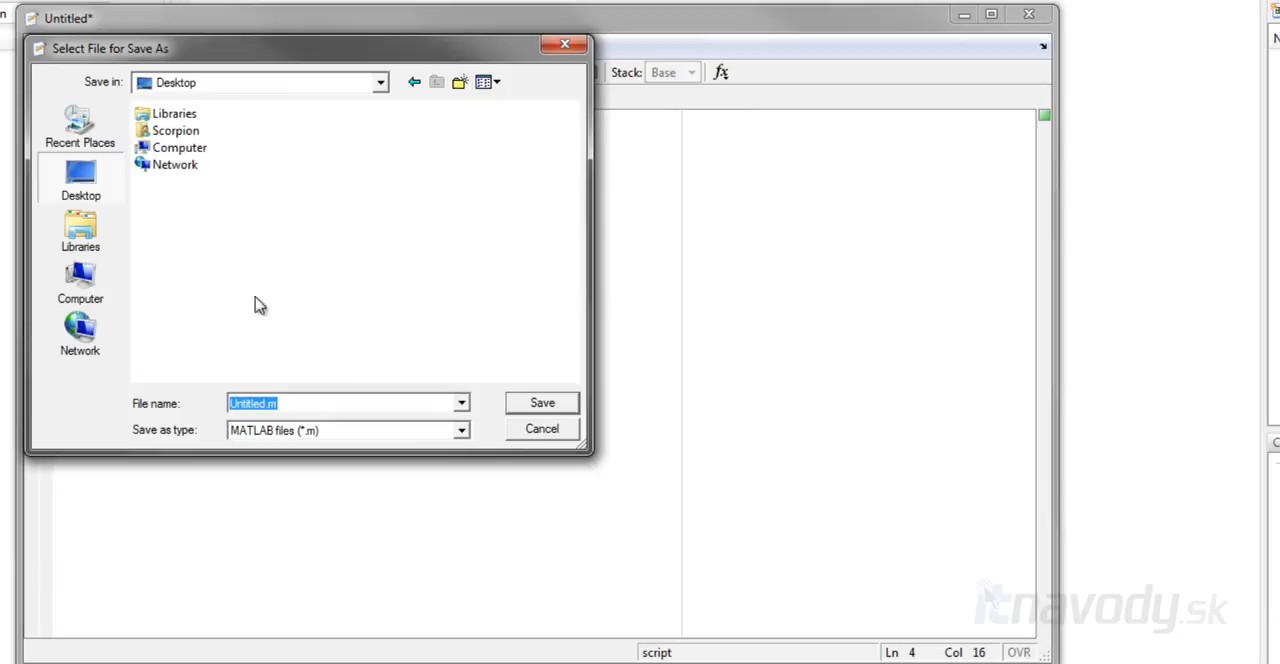 n
Untitled*
Select File for Save As
Stack: Base fx
Save in: Desktop
Libraries
Scorpion
Computer
Network
Recent Places
Desktop
Libraries
Computer
Network
File name: Untitled.m Save
Save as type: MATLAB files (*.m) Cancel
N
C
itnavody.sk
script Ln 4 Col 16 OVR